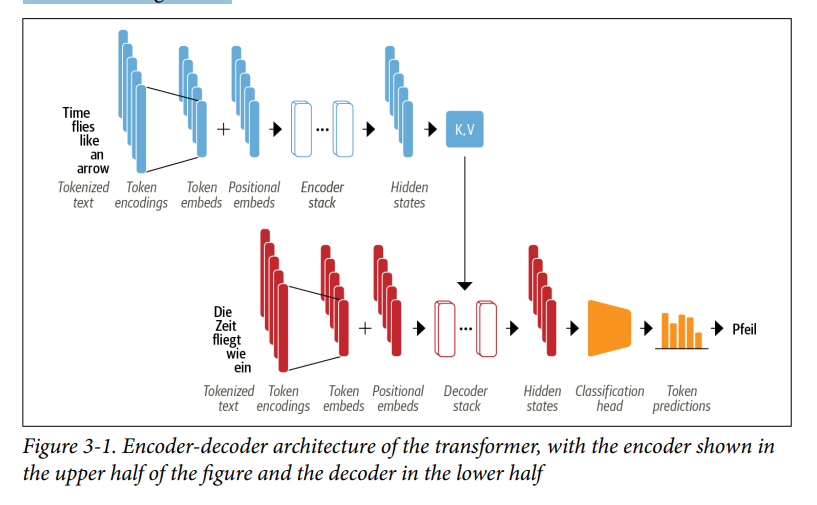 Time
flies
like
an
arrow
K, V
Tokenized text
Token encodings
Token embeds
+
Positional embeds
...
Encoder stack
Hidden states
Die
Zeit
fliegt
wie
ein
+
...
Pfeil
Tokenized text
Token encodings
Token embeds
Positional embeds
Decoder stack
Hidden states
Classification head
Token predictions
Figure 3-1. Encoder-decoder architecture of the transformer, with the encoder shown in
the upper half of the figure and the decoder in the lower half